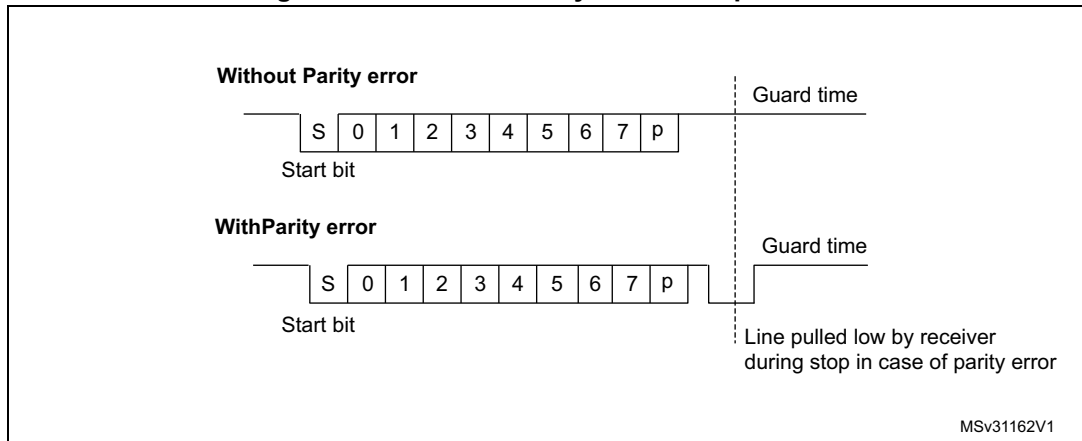 Without Parity error
Guard time
S 0 1 2 3 4 5 6 7 p
Start bit
WithParity error
Guard time
S 0 1 2 3 4 5 6 7 p
Start bit
Line pulled low by receiver
during stop in case of parity error
MSv31162V1